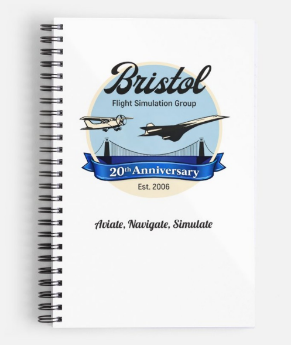 Bristol
Flight Simulation Group
20th Anniversary
Est. 2006
Aviate, Navigate, Simulate